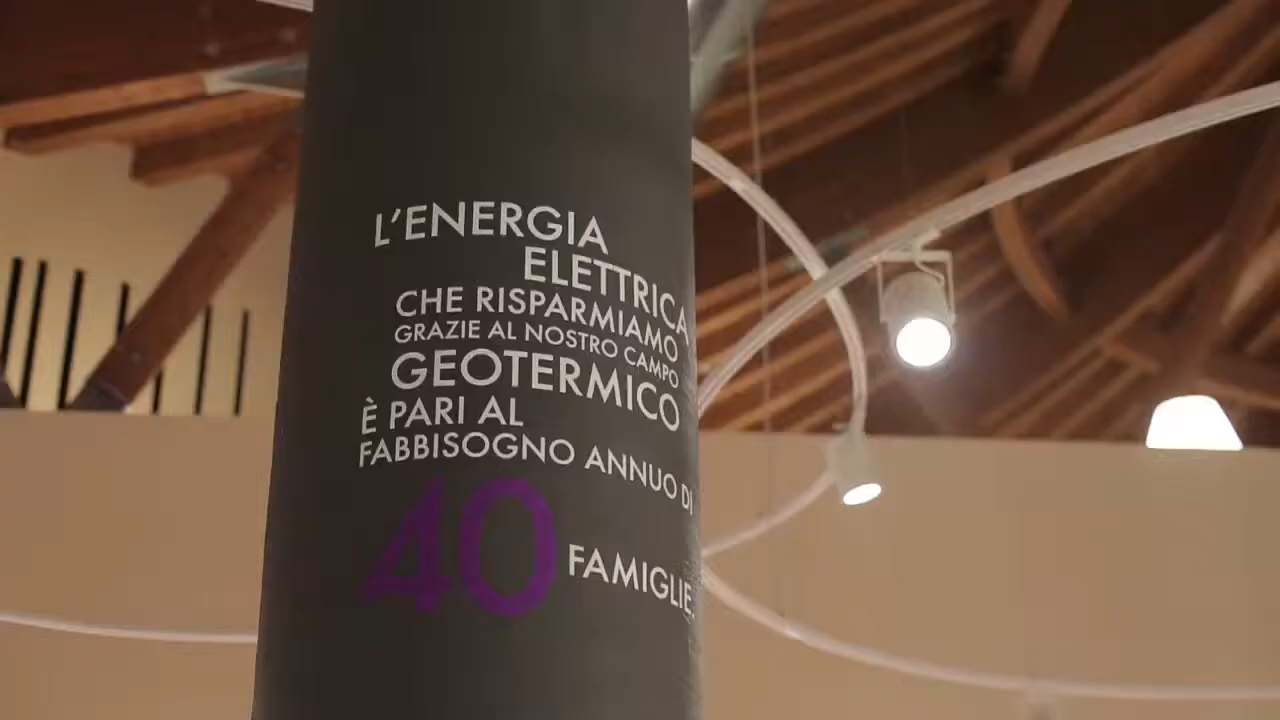 L'ENERGIA
ELETTRICA
CHE RISPARMIAMO
GRAZIE AL NOSTRO CAMPO
GEOTERMICO
È PARI AL
FABBISOGNO ANNUO DI
40 FAMIGLIE.